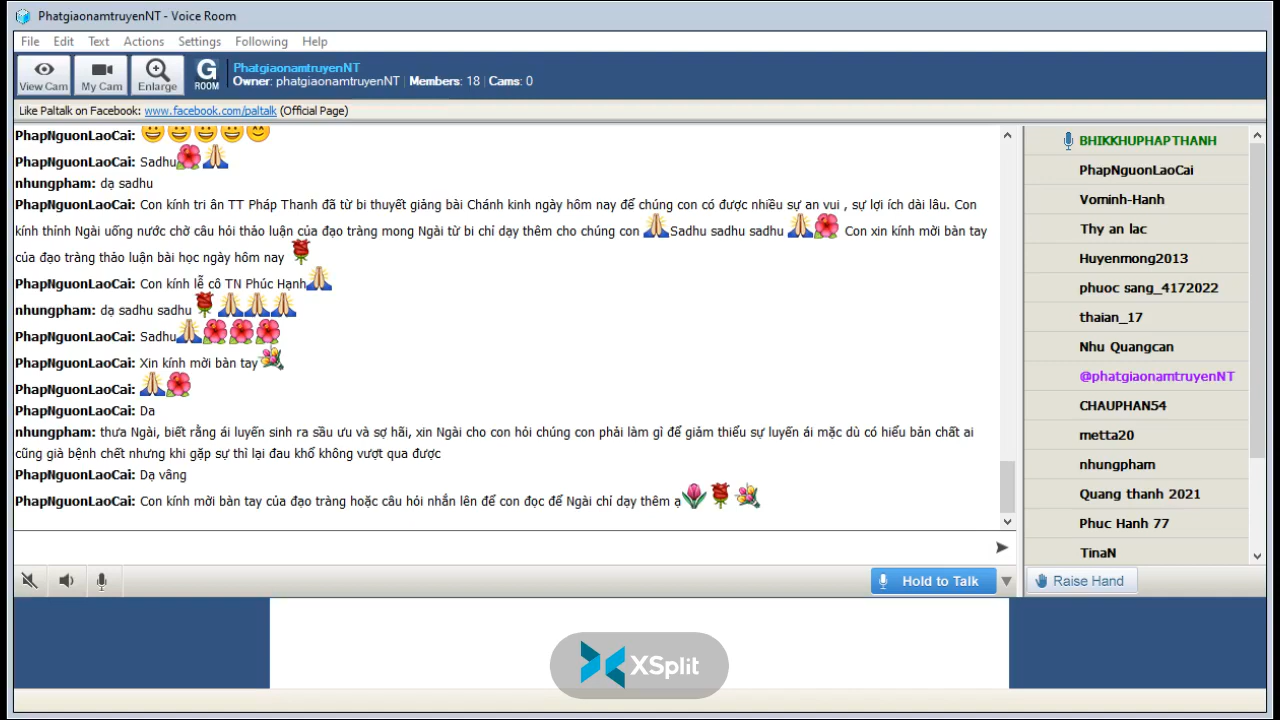 PhatgiaonamtruyenNT - Voice Room
File Edit Text Actions Settings Following Help
View Cam My Cam Enlarge G ROOM
PhatgiaonamtruyenNT
Owner: phatgiaonamtruyenNT Members: 18 Cams: 0
Like Paltalk on Facebook: www.facebook.com/paltalk (Official Page)
PhapNguonLaoCai:
PhapNguonLaoCai: Sadhu
nhungpham: dạ sadhu
PhapNguonLaoCai: Con kính tri ân TT Pháp Thanh đã từ bi thuyết giảng bài Chánh kinh ngày hôm nay để chúng con có được nhiều sự an vui , sự lợi ích dài lâu. Con
kính thỉnh Ngài uống nước chờ câu hỏi thảo luận của đạo tràng mong Ngài từ bi chỉ dạy thêm cho chúng con Sadhu sadhu sadhu Con xin kính mời bàn tay
của đạo tràng thảo luận bài học ngày hôm nay
PhapNguonLaoCai: Con kính lễ cô TN Phúc Hạnh
nhungpham: dạ sadhu sadhu
PhapNguonLaoCai: Sadhu
PhapNguonLaoCai: Xin kính mời bàn tay
PhapNguonLaoCai:
PhapNguonLaoCai: Da
nhungpham: thưa Ngài, biết rằng ái luyến sinh ra sầu ưu và sợ hãi, xin Ngài cho con hỏi chúng con phải làm gì để giảm thiểu sự luyến ái mặc dù có hiểu bản chất ai
cũng già bệnh chết nhưng khi gặp sự thì lại đau khổ không vượt qua được
PhapNguonLaoCai: Dạ vâng
PhapNguonLaoCai: Con kính mời bàn tay của đạo tràng hoặc câu hỏi nhắn lên để con đọc để Ngài chỉ dạy thêm ạ
BHIKKHUPHAPTHANH
PhapNguonLaoCai
Vominh-Hanh
Thy an lac
Huyenmong2013
phuoc sang_4172022
thaian_17
Nhu Quangcan
@phatgiaonamtruyenNT
CHAUPHAN54
metta20
nhungpham
Quang thanh 2021
Phuc Hanh 77
TinaN
Hold to Talk
Raise Hand
XSplit